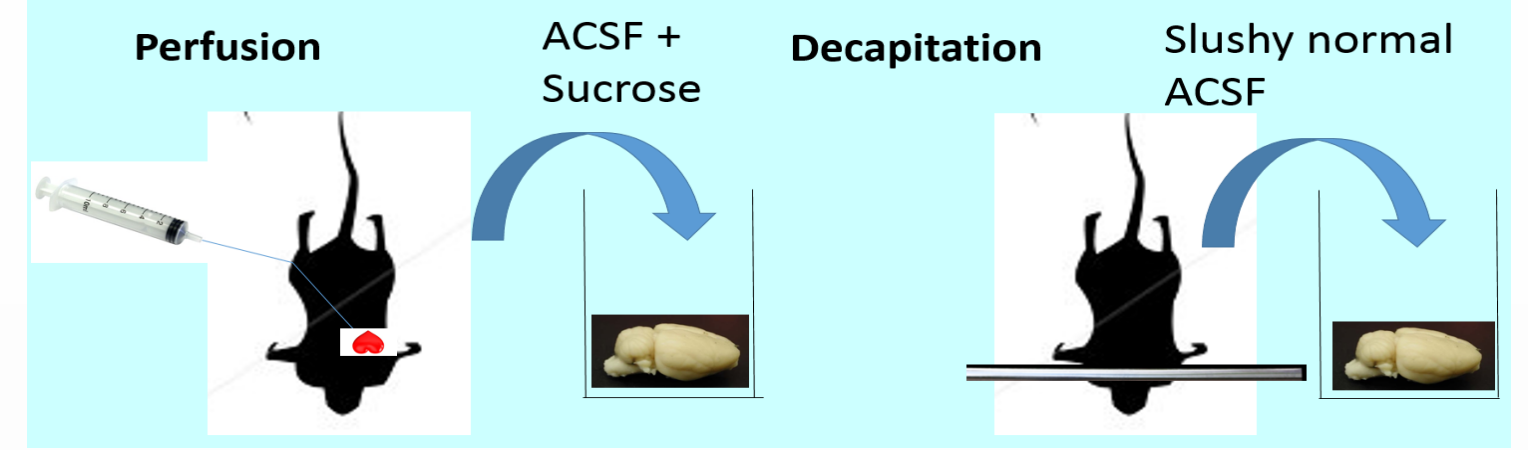 Perfusion
ACSF +
Sucrose
Decapitation
Slushy normal
ACSF